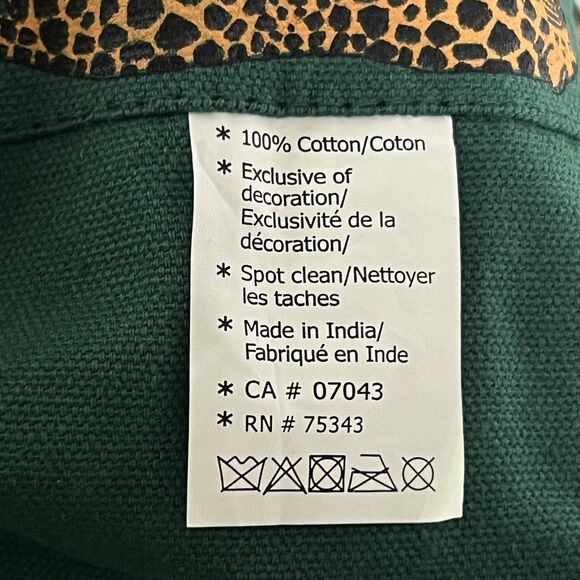 * 100% Cotton/Coton
* Exclusive of
decoration/
Exclusivité de la
décoration/
* Spot clean/Nettoyer
les taches
* Made in India/
Fabriqué en Inde
* CA # 07043
* RN # 75343